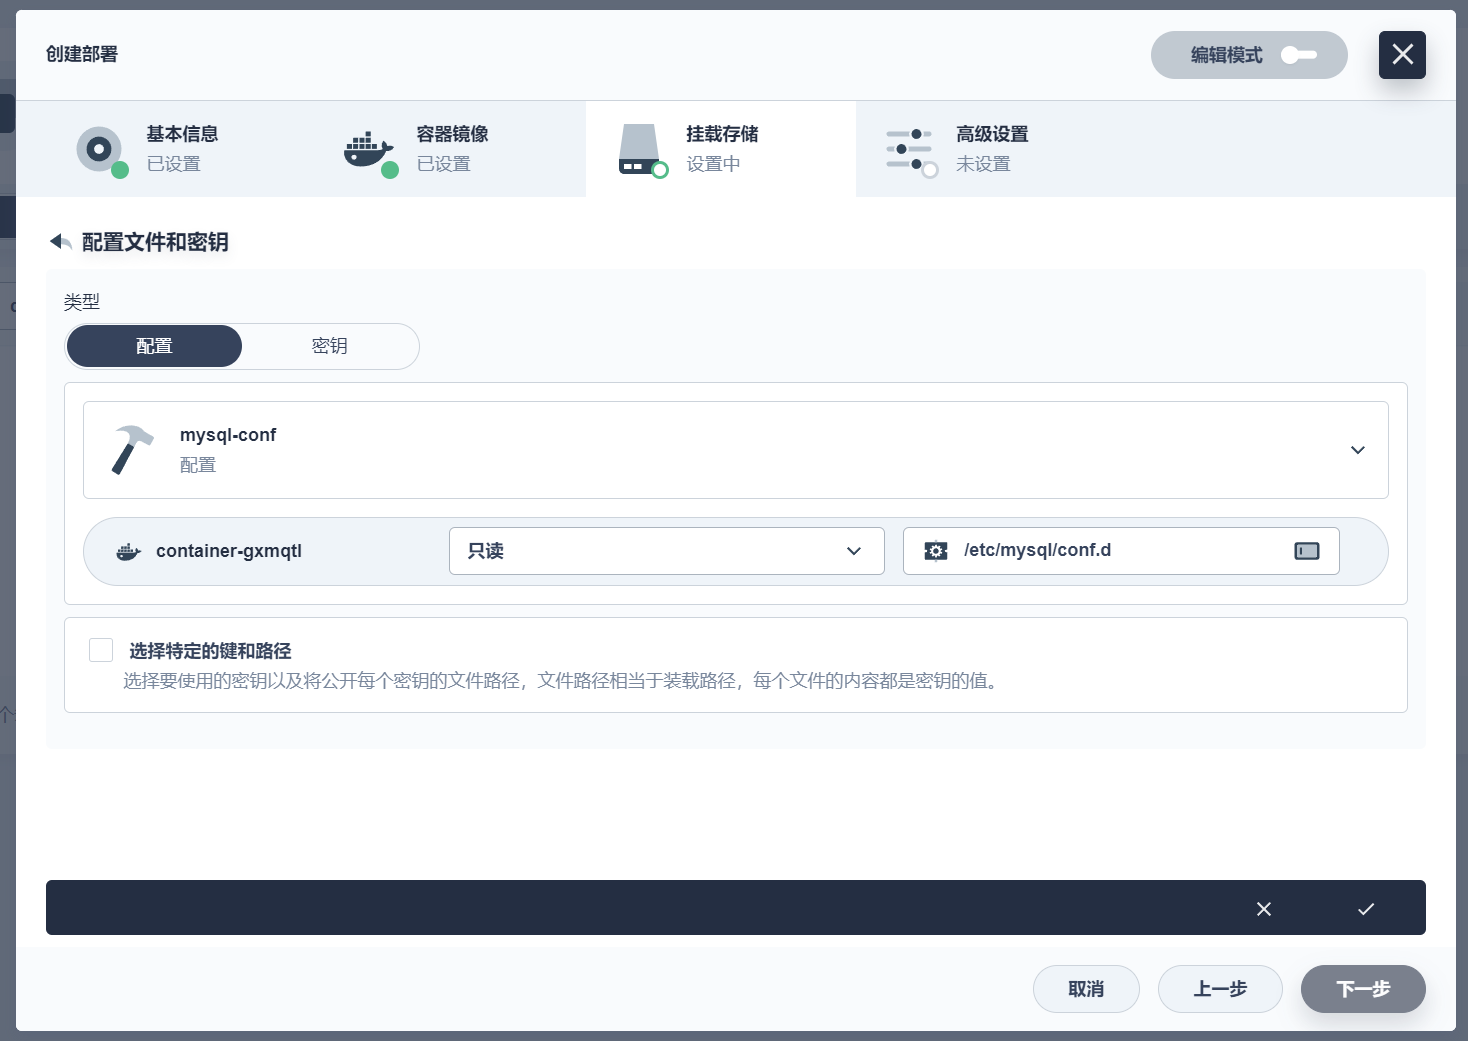 创建部署
编辑模式
基本信息
已设置
容器镜像
已设置
挂载存储
设置中
高级设置
未设置
配置文件和密钥
类型
配置
密钥
mysql-conf
配置
container-gxmqtl
只读
/etc/mysql/conf.d
选择特定的键和路径
选择要使用的密钥以及将公开每个密钥的文件路径，文件路径相当于装载路径，每个文件的内容都是密钥的值。
取消
上一步
下一步